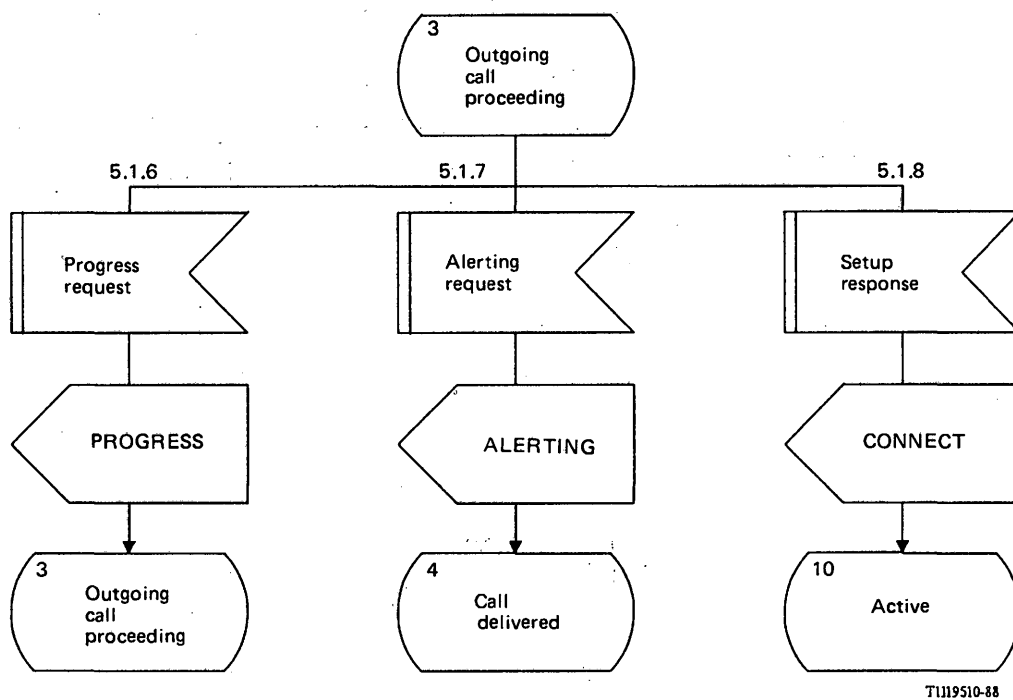 3
Outgoing
call
proceeding
5.1.6
5.1.7
5.1.8
Progress
request
Alerting
request
Setup
response
PROGRESS
ALERTING
CONNECT
3
Outgoing
call
proceeding
4
Call
delivered
10
Active
T1119510-88